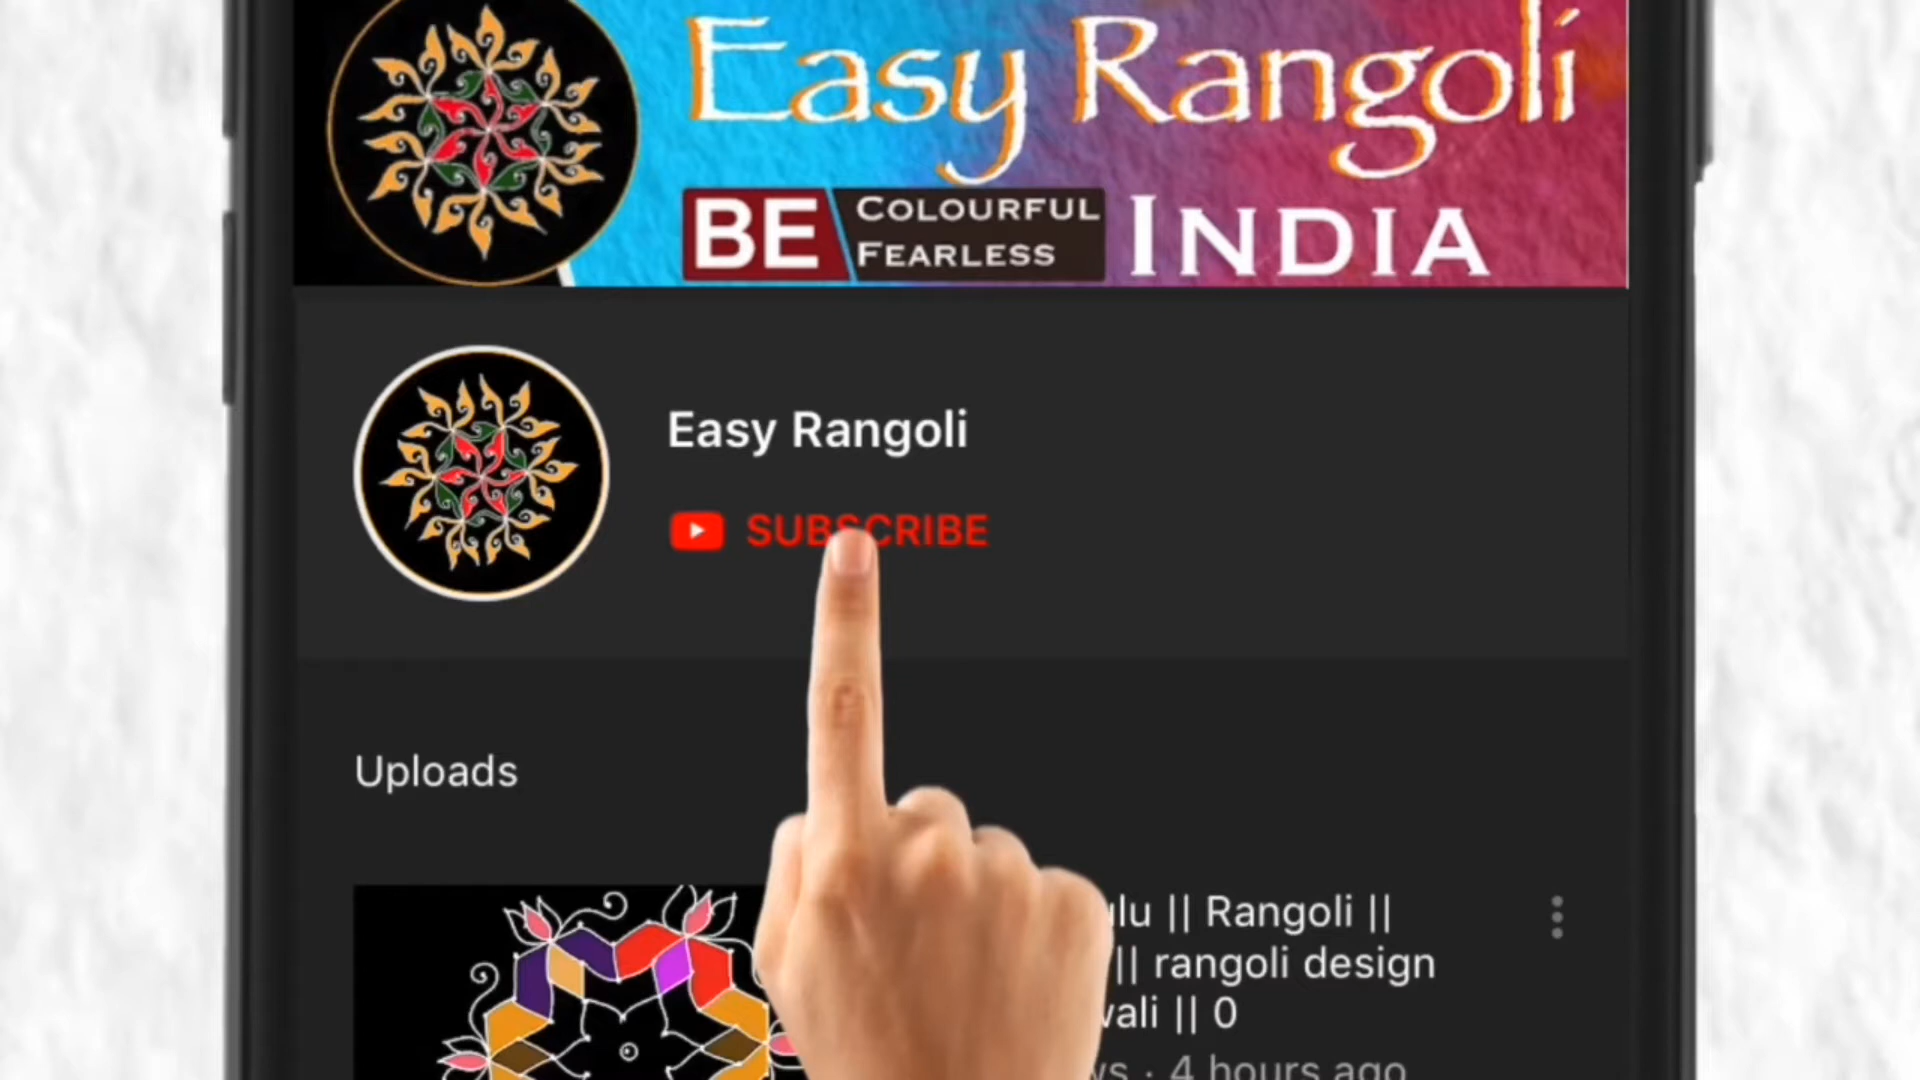 Easy Rangoli
BE COLOURFUL FEARLESS INDIA
Easy Rangoli
SUBSCRIBE
Uploads
|| Rangoli ||
|| rangoli design
|| 0
4 hours ago